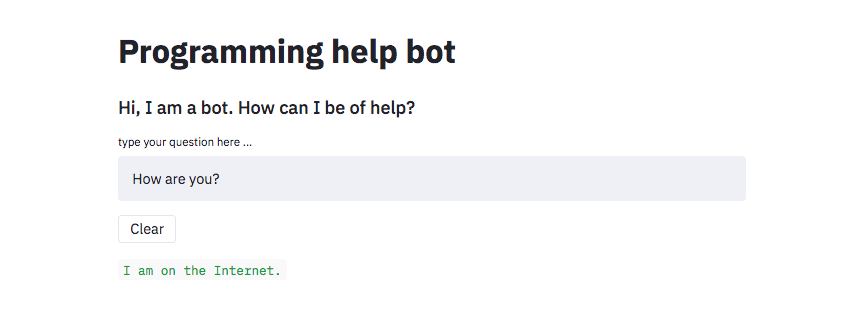 Programming help bot
Hi, I am a bot. How can I be of help?
type your question here ...
How are you?
Clear
I am on the Internet.